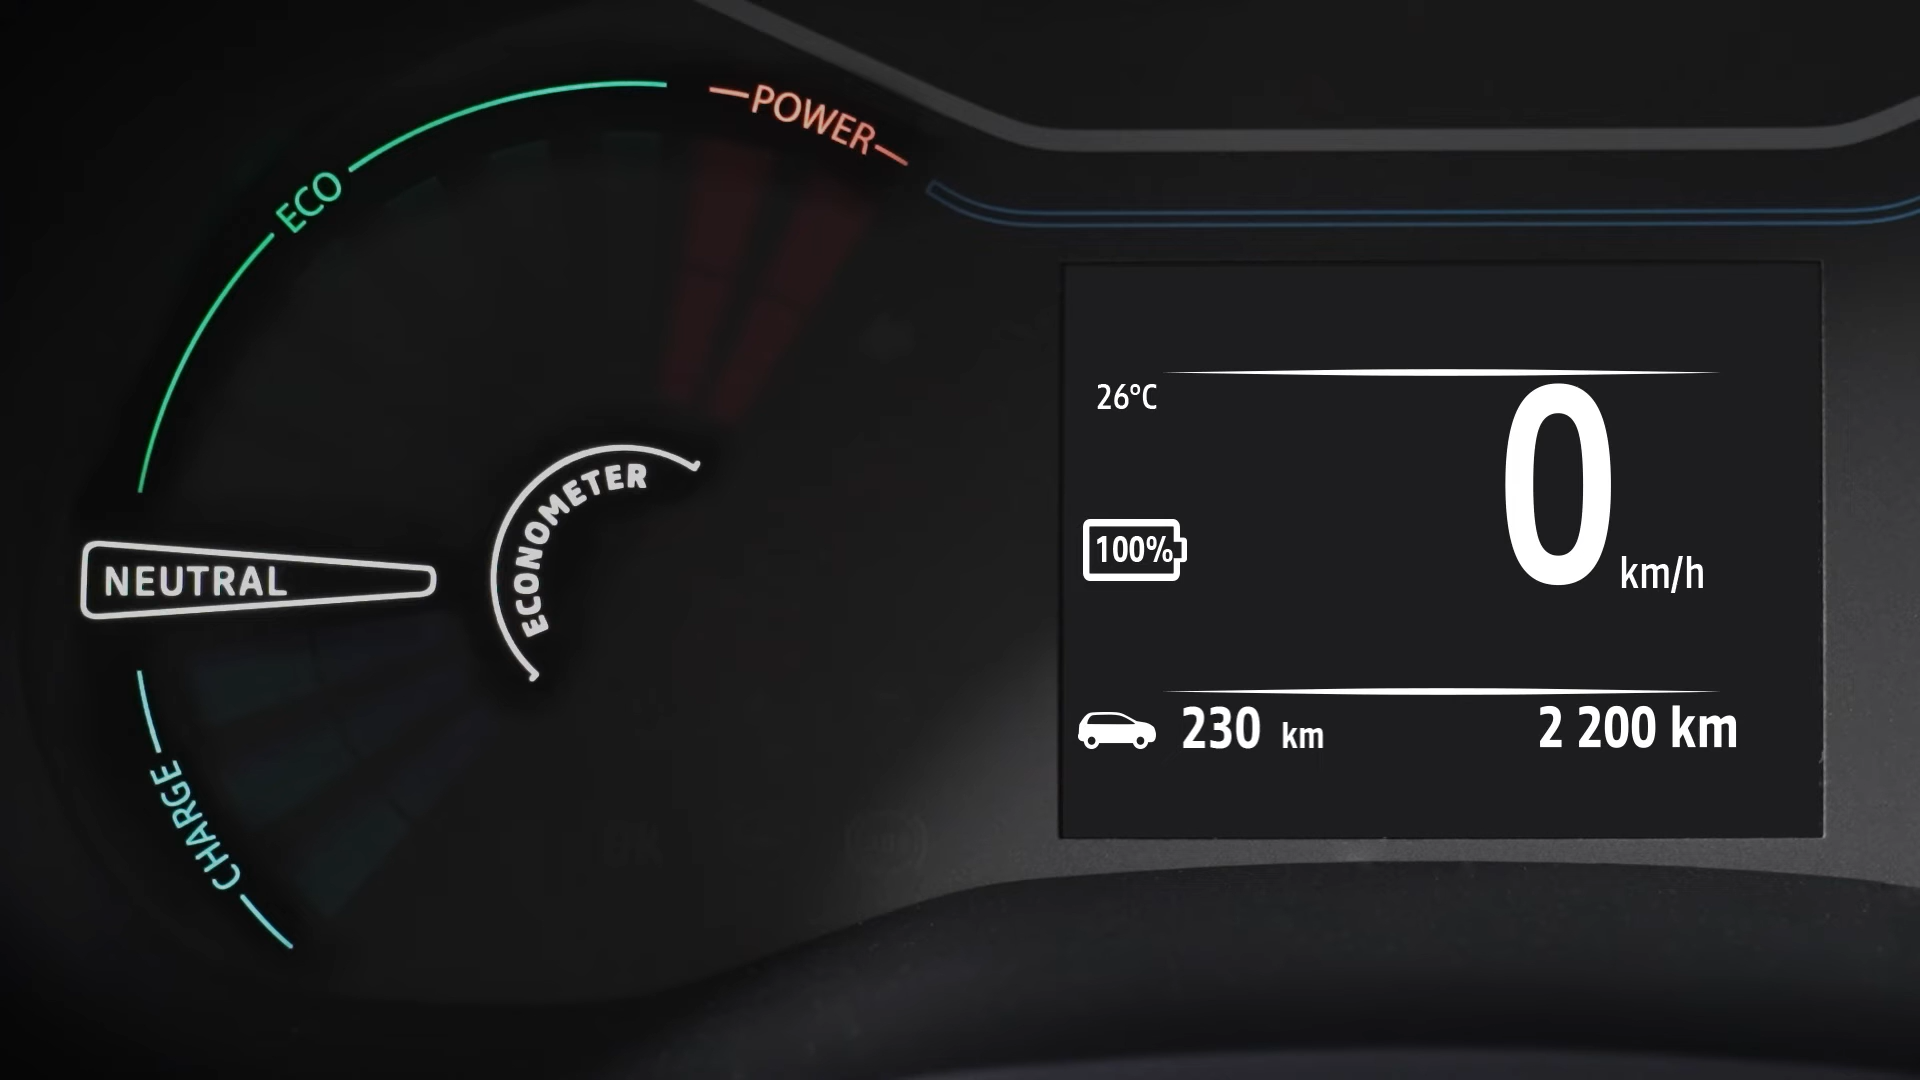 POWER
ECO
ECONOMETER
NEUTRAL
CHARGE
26°C
0 km/h
100%
230 km
2 200 km